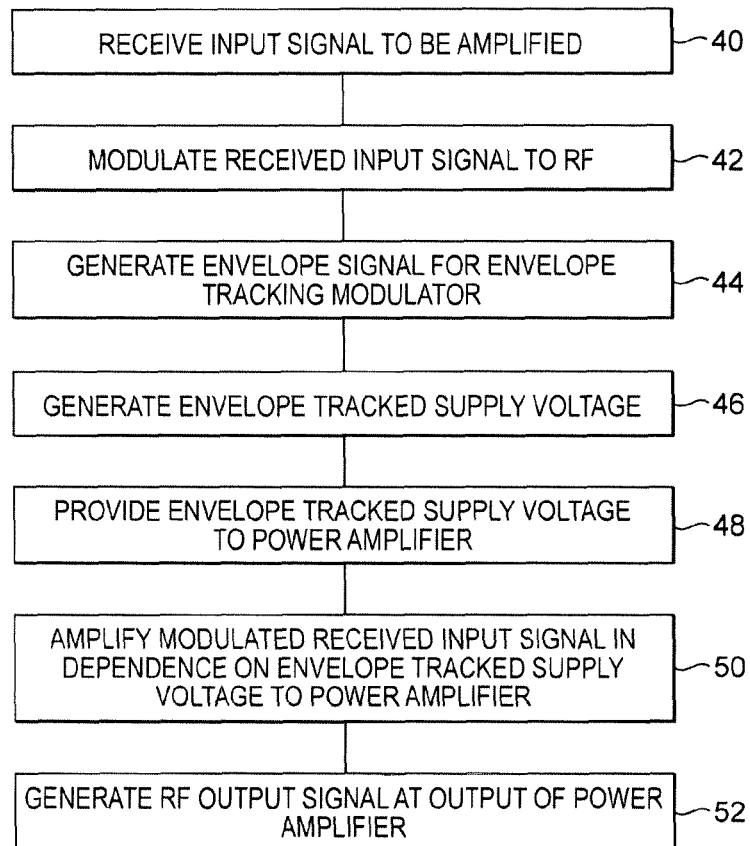 RECEIVE INPUT SIGNAL TO BE AMPLIFIED
40
MODULATE RECEIVED INPUT SIGNAL TO RF
42
GENERATE ENVELOPE SIGNAL FOR ENVELOPE
TRACKING MODULATOR
44
GENERATE ENVELOPE TRACKED SUPPLY VOLTAGE
46
PROVIDE ENVELOPE TRACKED SUPPLY VOLTAGE
TO POWER AMPLIFIER
48
AMPLIFY MODULATED RECEIVED INPUT SIGNAL IN
DEPENDENCE ON ENVELOPE TRACKED SUPPLY
VOLTAGE TO POWER AMPLIFIER
50
GENERATE RF OUTPUT SIGNAL AT OUTPUT OF POWER
AMPLIFIER
52